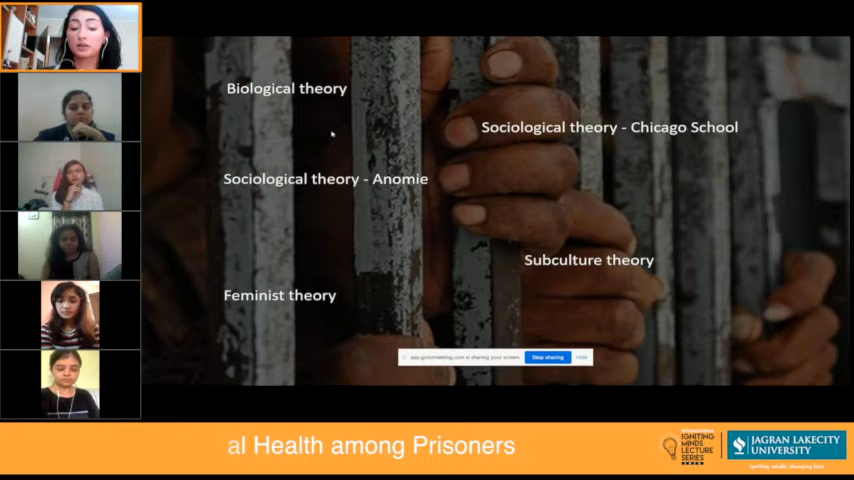 Biological theory
Sociological theory - Chicago School
Sociological theory - Anomie
Subculture theory
Feminist theory
app.gotomeeting.com is sharing your screen.
Stop sharing
Hide
al Health among Prisoners
INTERNATIONAL
IGNITING
MINDS
LECTURE
SERIES
JAGRAN LAKECITY
UNIVERSITY
igniting minds, changing lives